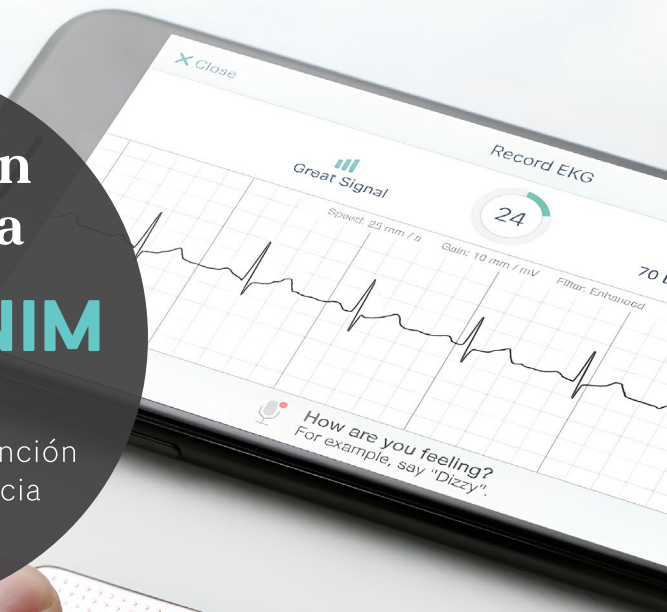 n
a
NIM
nción
cia
Close
Record EKG
Great Signal
24
Speed: 25 mm / s
Gain: 10 mm / mV
Filter: Enhanced
70
How are you feeling?
For example, say "Dizzy".